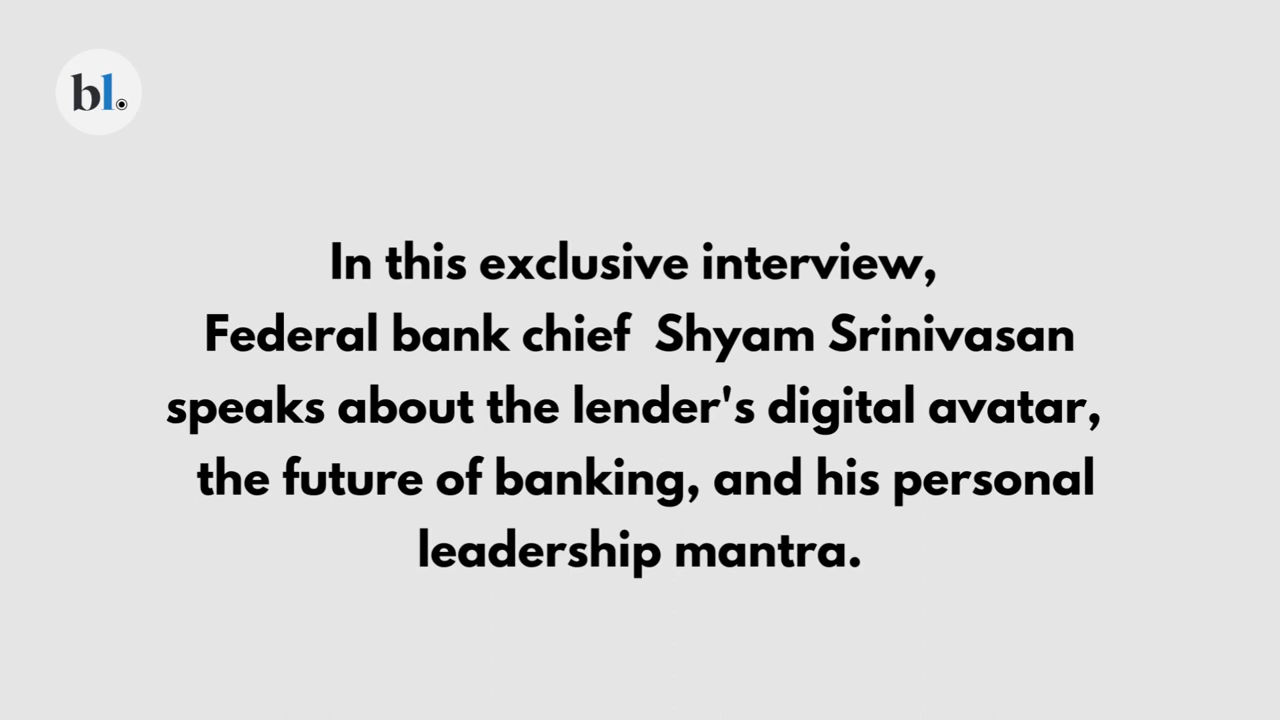 bl.
In this exclusive interview,
Federal bank chief Shyam Srinivasan
speaks about the lender's digital avatar,
the future of banking, and his personal
leadership mantra.